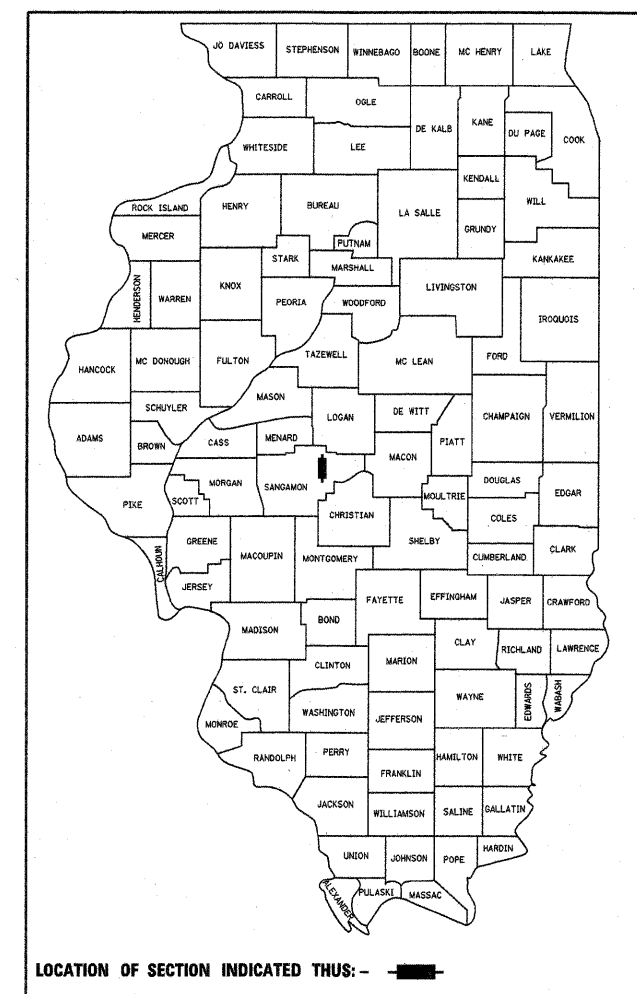 JO DAVIESS STEPHENSON WINNEBAGO BOONE MC HENRY LAKE
CARROLL OGLE DE KALB KANE DU PAGE COOK
WHITESIDE LEE
KENDALL
ROCK ISLAND HENRY BUREAU LA SALLE WILL
MERCER PUTNAM GRUNDY
STARK MARSHALL KANKAKEE
HENDERSON WARREN KNOX PEORIA WOODFORD LIVINGSTON IROQUOIS
HANCOCK MC DONOUGH FULTON TAZEWELL MC LEAN FORD
MASON
SCHUYLER LOGAN DE WITT CHAMPAIGN VERMILION
ADAMS BROWN CASS MENARD MACON PIATT
MORGAN SANGAMON DOUGLAS EDGAR
PIKE SCOTT CHRISTIAN MOULTRIE COLES
GREENE MACOUPIN MONTGOMERY SHELBY CUMBERLAND CLARK
CALHOUN JERSEY FAYETTE EFFINGHAM JASPER CRAWFORD
MADISON BOND
CLAY RICHLAND LAWRENCE
CLINTON MARION
ST. CLAIR WAYNE EDWARDS WABASH
MONROE WASHINGTON JEFFERSON
RANDOLPH PERRY HAMILTON WHITE
FRANKLIN
JACKSON WILLIAMSON SALINE GALLATIN
UNION JOHNSON POPE HARDIN
ALEXANDER PULASKI MASSAC
LOCATION OF SECTION INDICATED THUS: -